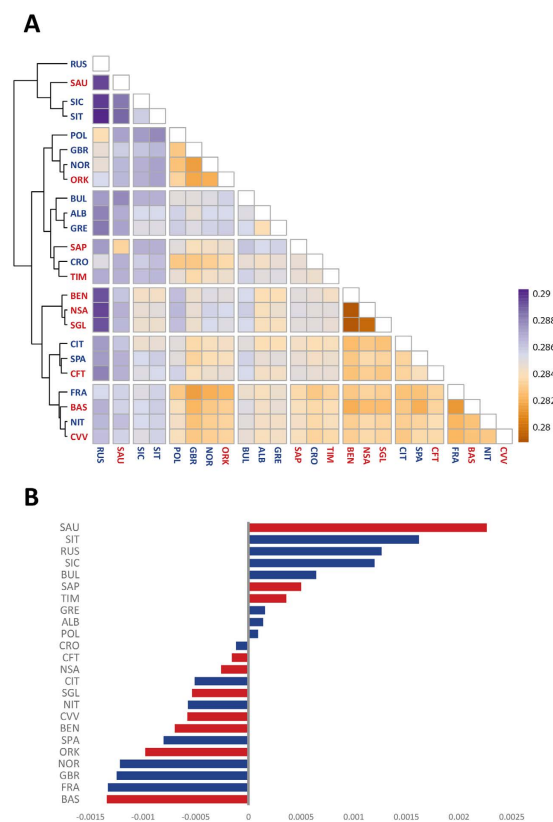 A
RUS
SAU
SIC
SIT
POL
GBR
NOR
ORK
BUL
ALB
GRE
SAP
CRO
TIM
BEN
NSA
SGL
CIT
SPA
CFT
FRA
BAS
NIT
CVV
RUS SAU SIC SIT POL GBR NOR ORK BUL ALB GRE SAP CRO TIM BEN NSA SGL CIT SPA CFT FRA BAS NIT CVV
0.29
0.288
0.286
0.284
0.282
0.28
B
SAU
SIT
RUS
SIC
BUL
SAP
TIM
GRE
ALB
POL
CRO
CFT
NSA
CIT
SGL
NIT
CVV
BEN
SPA
ORK
NOR
GBR
FRA
BAS
-0.0015 -0.001 -0.0005 0 0.0005 0.001 0.0015 0.002 0.0025